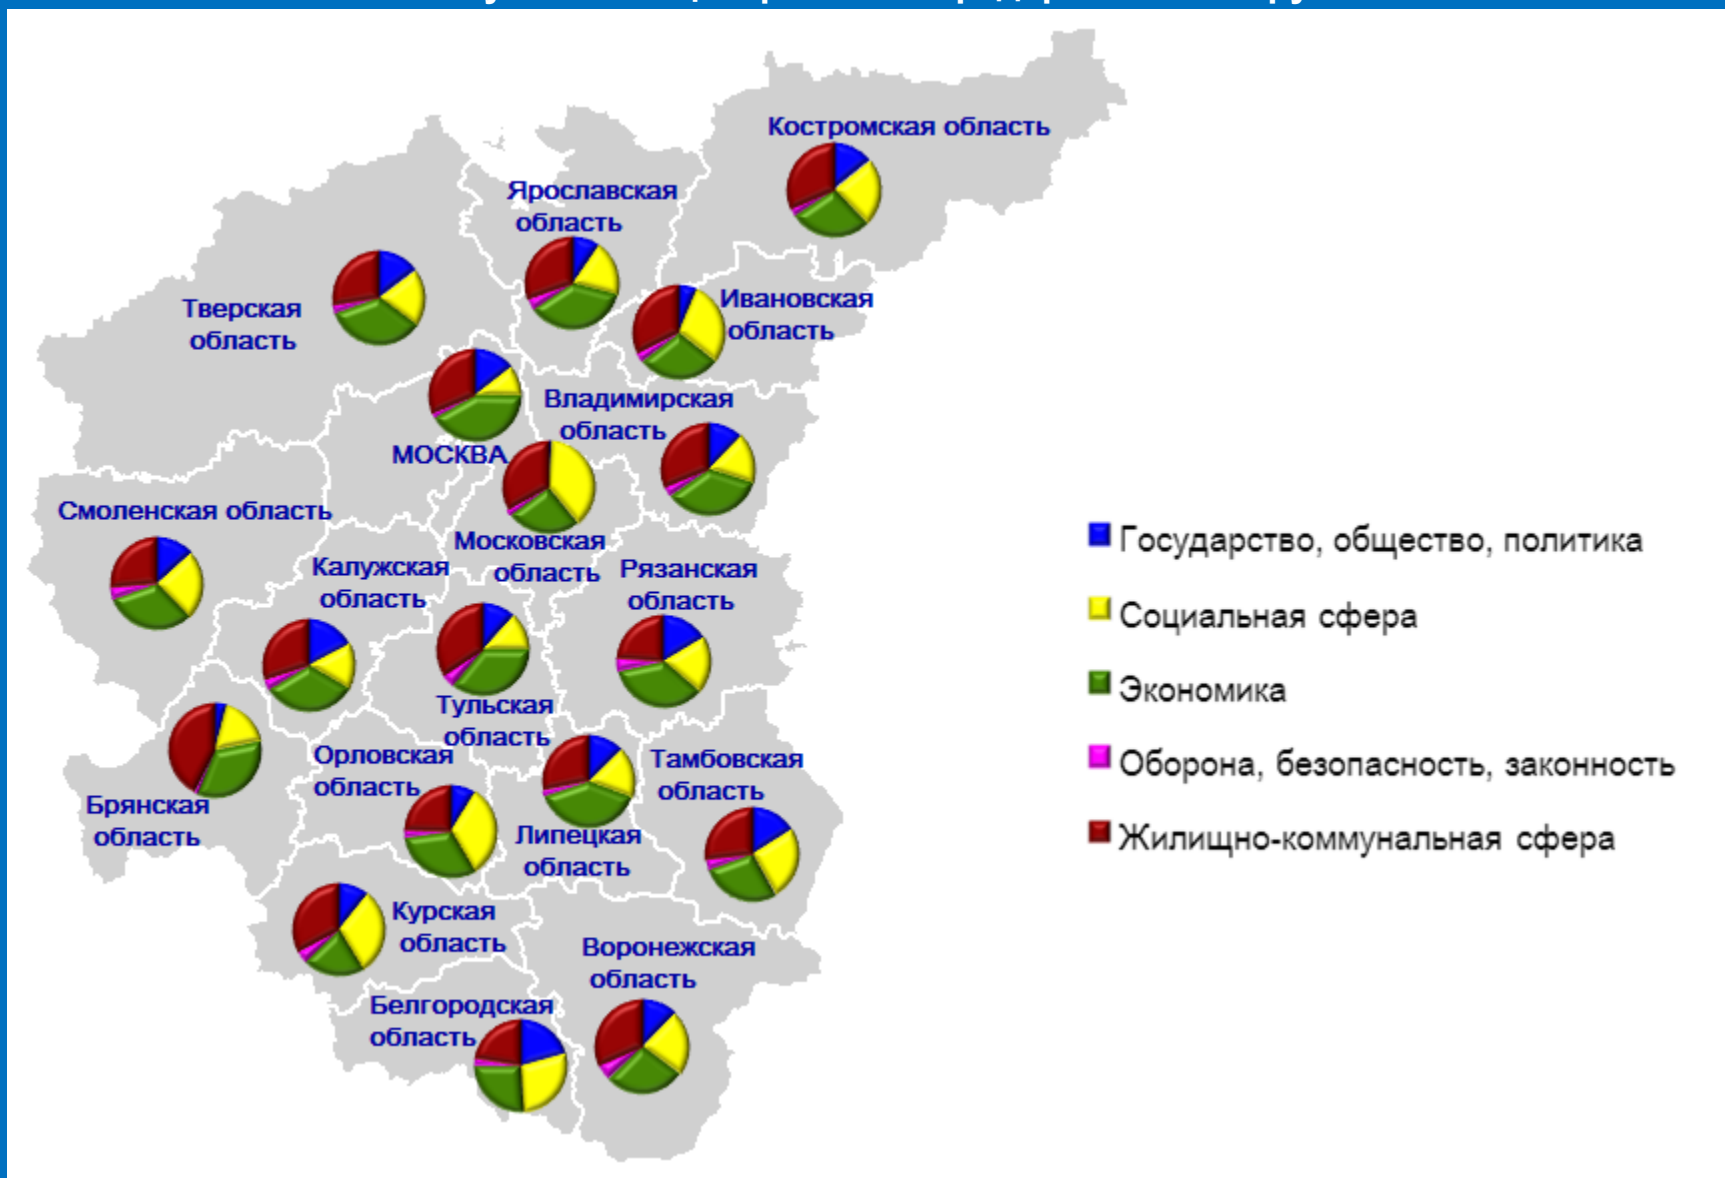 Костромская область
Ярославская
область
Ивановская
область
Тверская
область
Владимирская
область
МОСКВА
Смоленская область
Московская
область
Калужская
область
Рязанская
область
Тульская
область
Орловская
область
Тамбовская
область
Брянская
область
Липецкая
область
Курская
область
Воронежская
область
Белгородская
область
Государство, общество, политика
Социальная сфера
Экономика
Оборона, безопасность, законность
Жилищно-коммунальная сфера